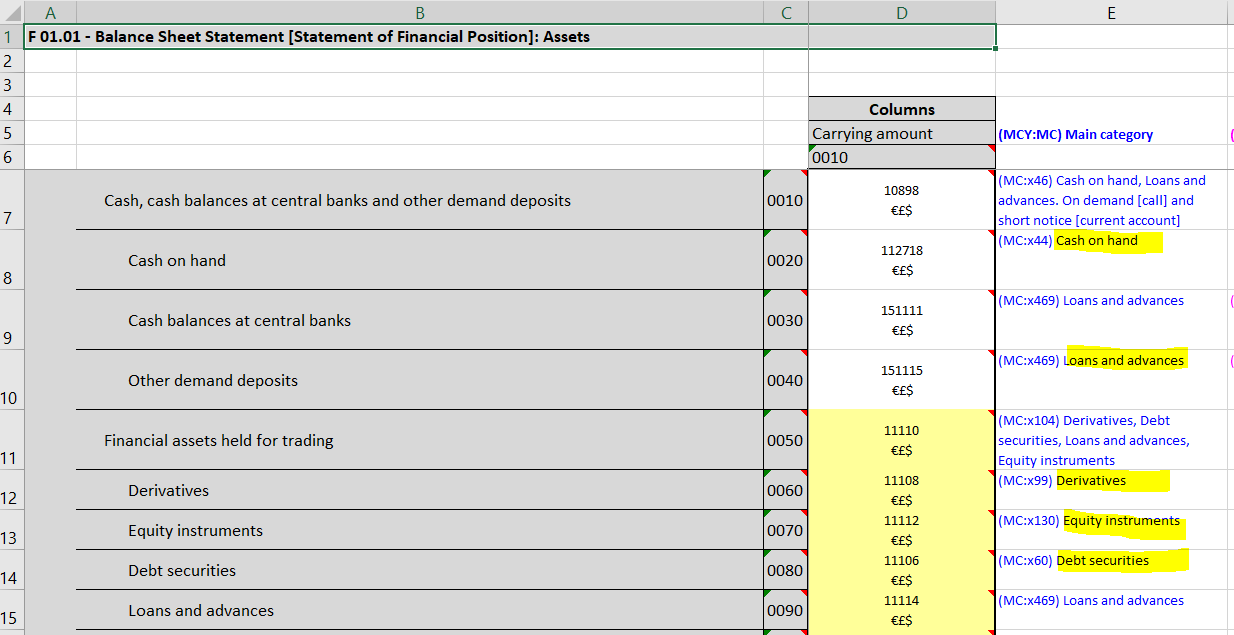 A B C D E
1 F 01.01 - Balance Sheet Statement [Statement of Financial Position]: Assets
2
3
4 Columns
5 Carrying amount (MCY:MC) Main category (
6 0010
7 Cash, cash balances at central banks and other demand deposits 0010 10898 €£$ (MC:x46) Cash on hand, Loans and
advances. On demand [call] and
short notice [current account]
8 Cash on hand 0020 112718 €£$ (MC:x44) Cash on hand
9 Cash balances at central banks 0030 151111 €£$ (MC:x469) Loans and advances (
10 Other demand deposits 0040 151115 €£$ (MC:x469) Loans and advances (
11 Financial assets held for trading 0050 11110 €£$ (MC:x104) Derivatives, Debt
securities, Loans and advances,
Equity instruments
12 Derivatives 0060 11108 €£$ (MC:x99) Derivatives
13 Equity instruments 0070 11112 €£$ (MC:x130) Equity instruments
14 Debt securities 0080 11106 €£$ (MC:x60) Debt securities
15 Loans and advances 0090 11114 €£$ (MC:x469) Loans and advances